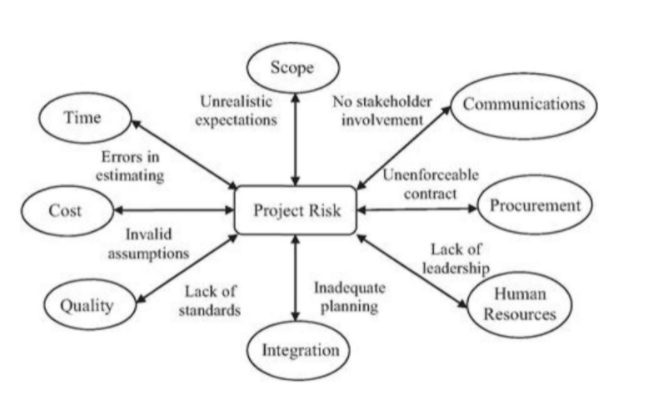 Scope
Unrealistic
expectations
No stakeholder
involvement
Communications
Time
Errors in
estimating
Unenforceable
contract
Cost
Project Risk
Procurement
Invalid
assumptions
Lack of
leadership
Quality
Lack of
standards
Inadequate
planning
Human
Resources
Integration